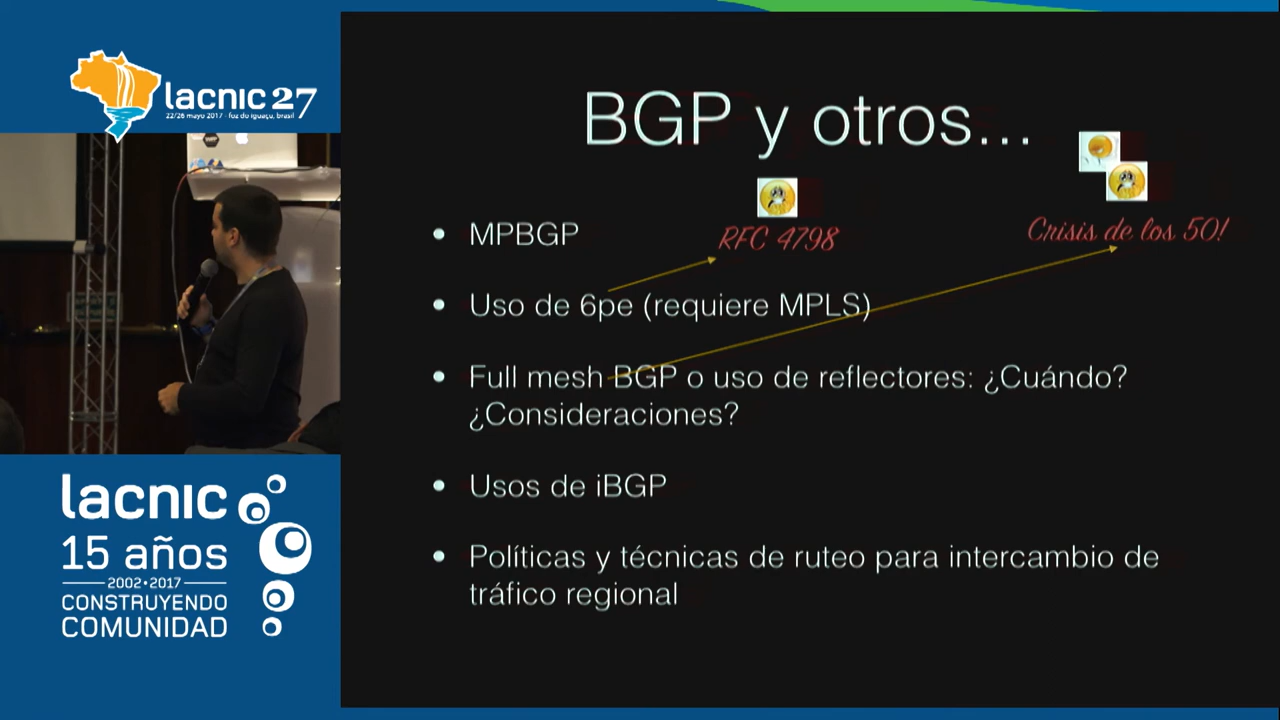 lacnic 27
22/26 mayo 2017 - foz do iguaçu, brasil
BGP y otros...
MPBGP
RFC 4798
Crisis de los 50!
Uso de 6pe (requiere MPLS)
Full mesh BGP o uso de reflectores: ¿Cuándo?
¿Consideraciones?
Usos de iBGP
Políticas y técnicas de ruteo para intercambio de
tráfico regional
lacnic
15 años
2002•2017
CONSTRUYENDO
COMUNIDAD